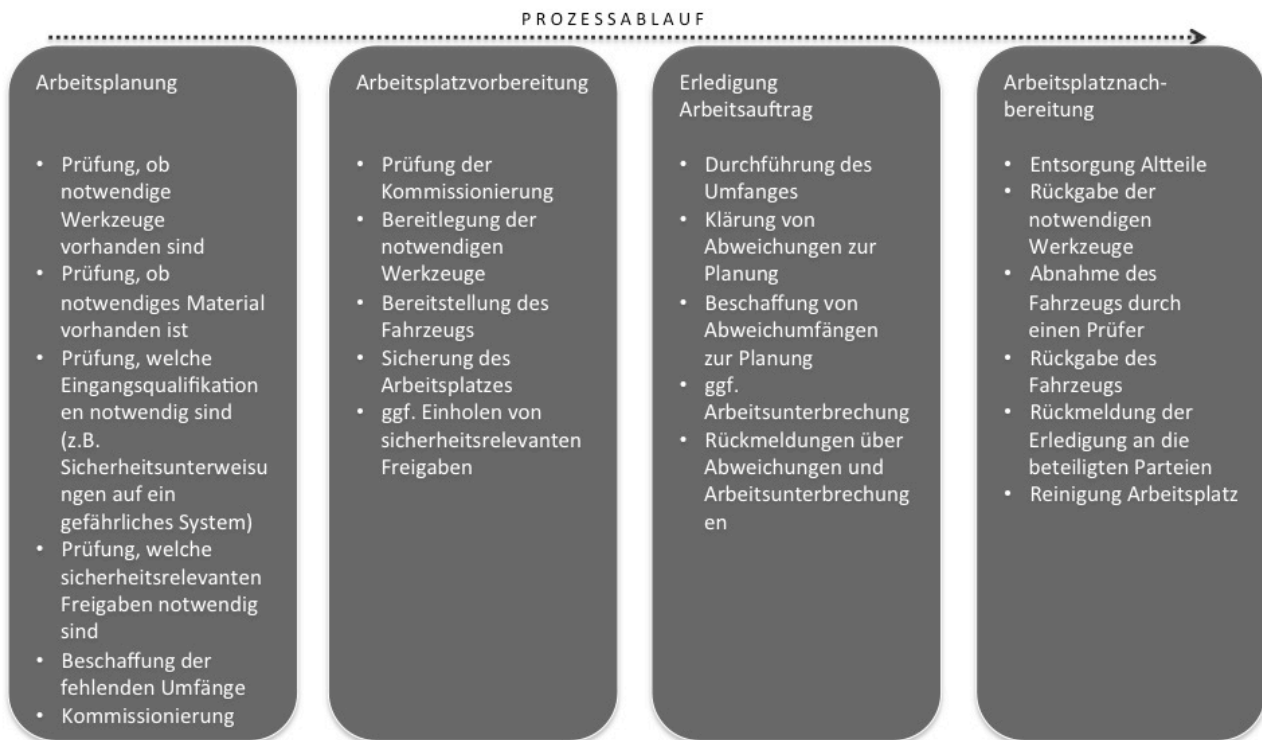 PROZESSABLAUF
Arbeitsplanung
• Prüfung, ob
notwendige
Werkzeuge
vorhanden sind
• Prüfung, ob
notwendiges Material
vorhanden ist
• Prüfung, welche
Eingangsqualifikation
en notwendig sind
(z.B.
Sicherheitsunterweisu
ngen auf ein
gefährliches System)
• Prüfung, welche
sicherheitsrelevanten
Freigaben notwendig
sind
• Beschaffung der
fehlenden Umfänge
• Kommissionierung
Arbeitsplatzvorbereitung
• Prüfung der
Kommissionierung
• Bereitlegung der
notwendigen
Werkzeuge
• Bereitstellung des
Fahrzeugs
• Sicherung des
Arbeitsplatzes
• ggf. Einholen von
sicherheitsrelevanten
Freigaben
Erledigung
Arbeitsauftrag
• Durchführung des
Umfanges
• Klärung von
Abweichungen zur
Planung
• Beschaffung von
Abweichumfängen
zur Planung
• ggf.
Arbeitsunterbrechung
• Rückmeldungen über
Abweichungen und
Arbeitsunterbrechung
en
Arbeitsplatznach-
bereitung
• Entsorgung Altteile
• Rückgabe der
notwendigen
Werkzeuge
• Abnahme des
Fahrzeugs durch
einen Prüfer
• Rückgabe des
Fahrzeugs
• Rückmeldung der
Erledigung an die
beteiligten Parteien
• Reinigung Arbeitsplatz